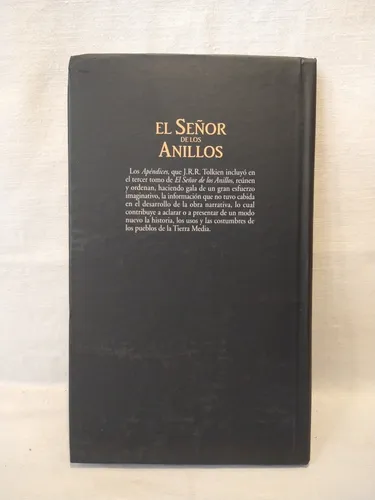 EL SEÑOR
DE LOS
ANILLOS
Los Apéndices, que J.R.R. Tolkien incluyó en
el tercer tomo de El Señor de los Anillos, reúnen
y ordenan, haciendo gala de un gran esfuerzo
imaginativo, la información que no tuvo cabida
en el desarrollo de la obra narrativa, lo cual
contribuye a aclarar o a presentar de un modo
nuevo la historia, los usos y las costumbres de
los pueblos de la Tierra Media.